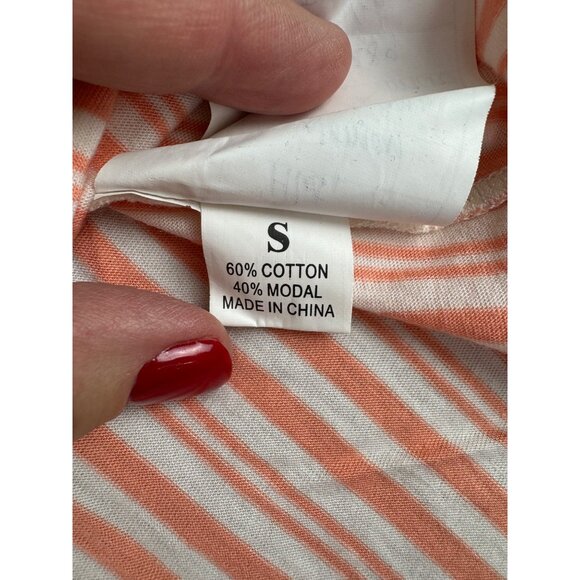 S
60% COTTON
40% MODAL
MADE IN CHINA